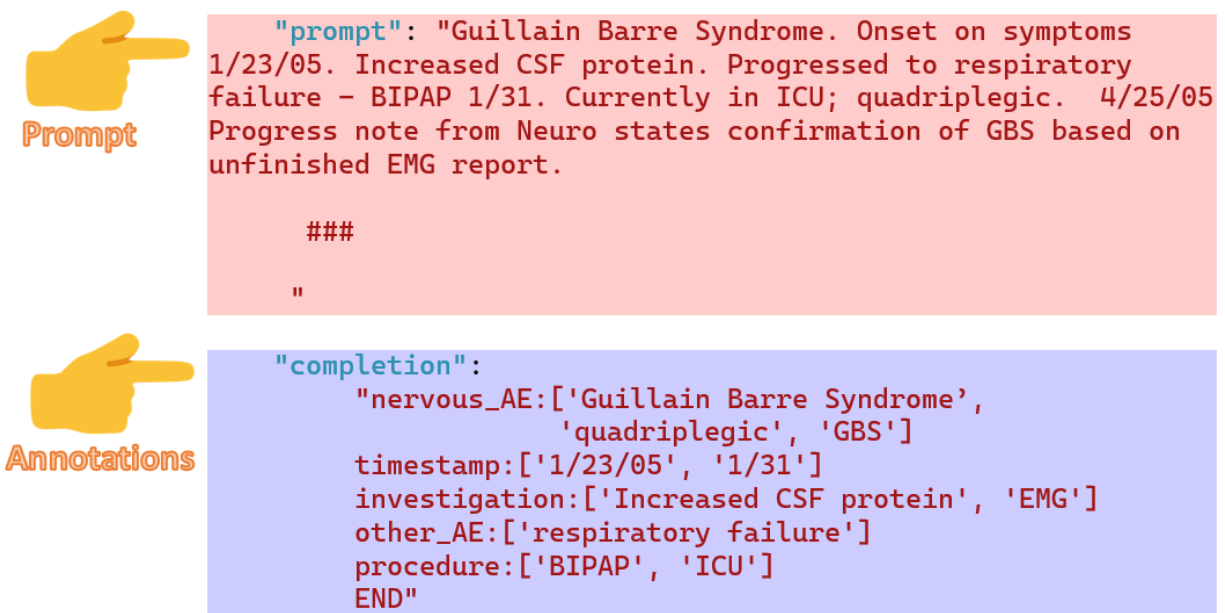 Prompt
"prompt": "Guillain Barre Syndrome. Onset on symptoms
1/23/05. Increased CSF protein. Progressed to respiratory
failure – BIPAP 1/31. Currently in ICU; quadriplegic.  4/25/05
Progress note from Neuro states confirmation of GBS based on
unfinished EMG report.
###
"
Annotations
"completion":
"nervous_AE:['Guillain Barre Syndrome’,
'quadriplegic', 'GBS']
timestamp:['1/23/05', '1/31']
investigation:['Increased CSF protein', 'EMG']
other_AE:['respiratory failure']
procedure:['BIPAP', 'ICU']
END"